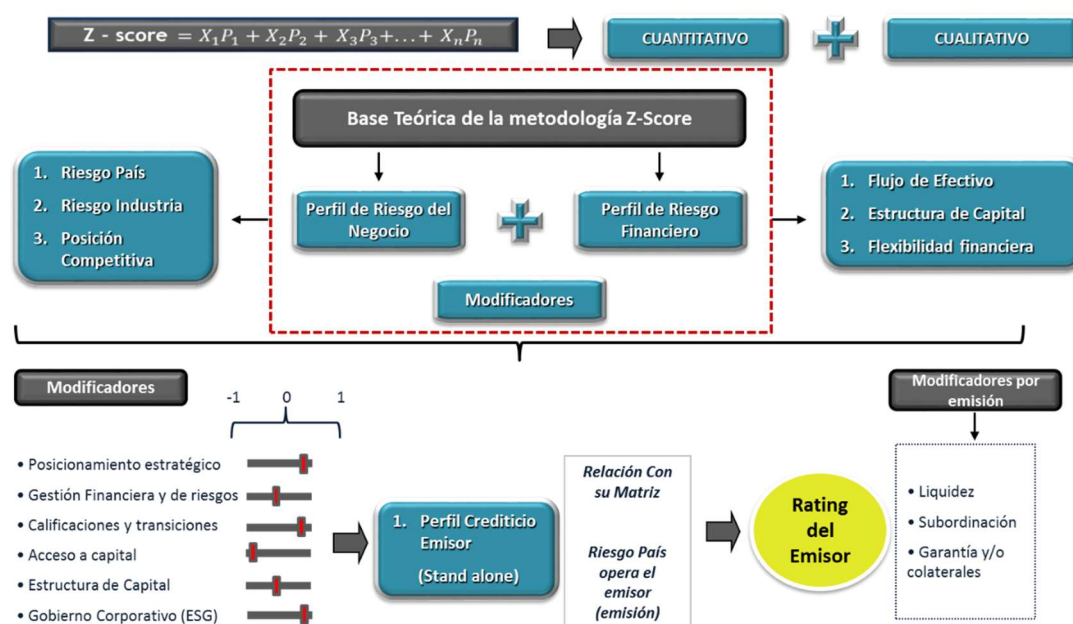 Z - score = X₁P₁ + X₂P₂ + X₃P₃+...+ XₙPₙ
CUANTITATIVO
CUALITATIVO
Base Teórica de la metodología Z-Score
1. Riesgo País
2. Riesgo Industria
3. Posición
Competitiva
Perfil de Riesgo del
Negocio
Perfil de Riesgo
Financiero
1. Flujo de Efectivo
2. Estructura de Capital
3. Flexibilidad financiera
Modificadores
Modificadores
-1 0 1
• Posicionamiento estratégico
• Gestión Financiera y de riesgos
• Calificaciones y transiciones
• Acceso a capital
• Estructura de Capital
• Gobierno Corporativo (ESG)
1. Perfil Crediticio
Emisor
(Stand alone)
Relación Con
su Matriz
Riesgo País
opera el
emisor
(emisión)
Rating
del
Emisor
Modificadores por
emisión
• Liquidez
• Subordinación
• Garantía y/o
colaterales